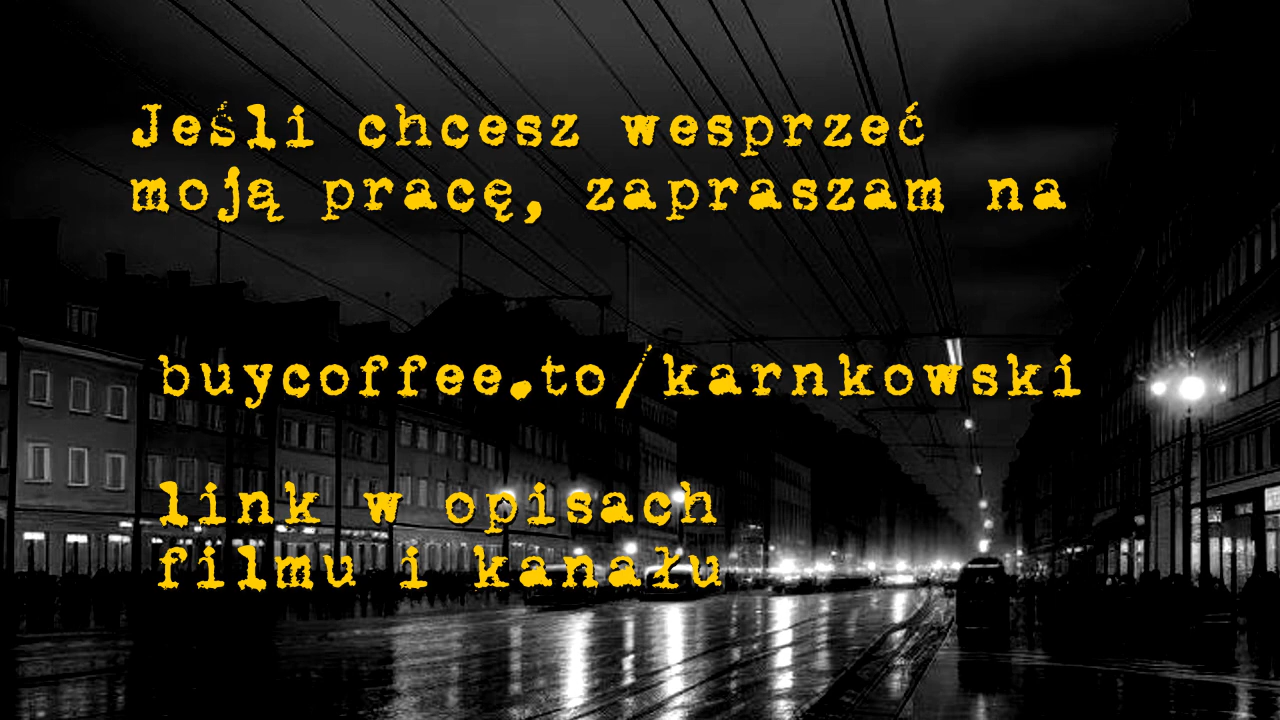 Jeśli chcesz wesprzeć
moją pracę, zapraszam na
buycoffee.to/karnkowski
link w opisach
filmu i kanału